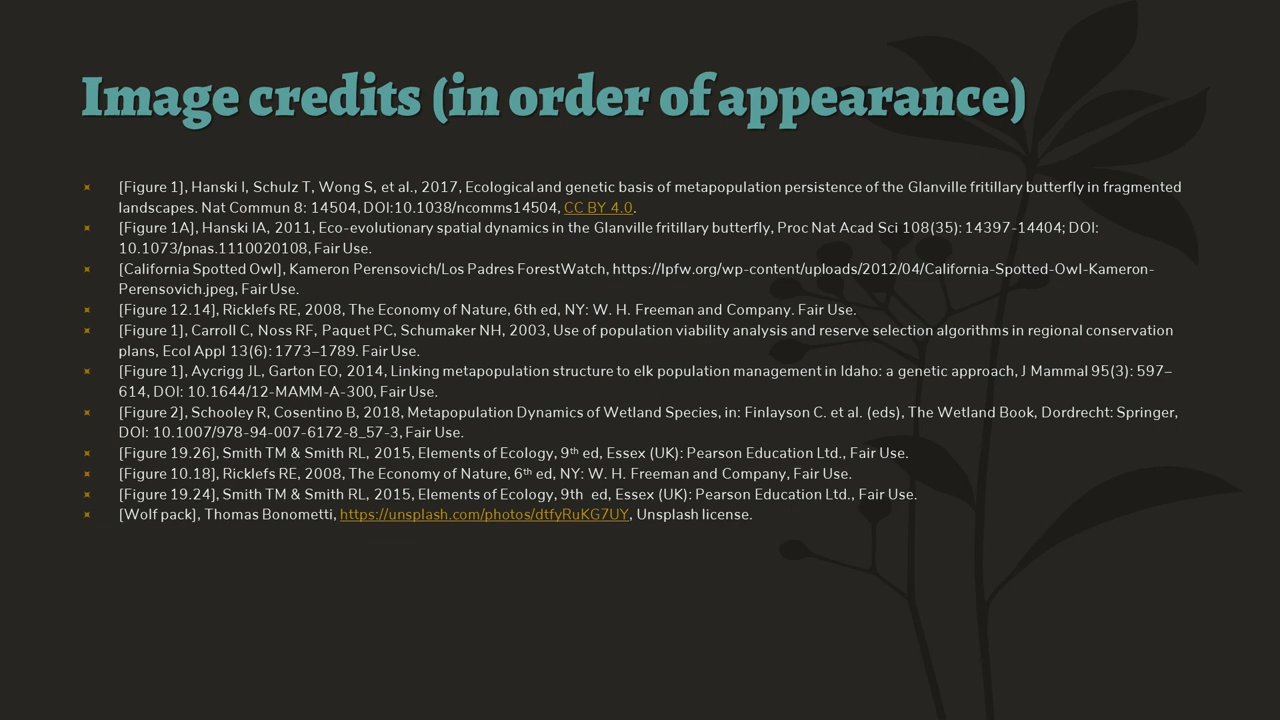 Image credits (in order of appearance)
[Figure 1], Hanski I, Schulz T, Wong S, et al., 2017, Ecological and genetic basis of metapopulation persistence of the Glanville fritillary butterfly in fragmented
landscapes. Nat Commun 8: 14504, DOI:10.1038/ncomms14504, CC BY 4.0.
[Figure 1A], Hanski IA, 2011, Eco-evolutionary spatial dynamics in the Glanville fritillary butterfly, Proc Nat Acad Sci 108(35): 14397-14404; DOI:
10.1073/pnas.1110020108, Fair Use.
[California Spotted Owl], Kameron Perensovich/Los Padres ForestWatch, https://lpfw.org/wp-content/uploads/2012/04/California-Spotted-Owl-Kameron-
Perensovich.jpeg, Fair Use.
[Figure 12.14], Ricklefs RE, 2008, The Economy of Nature, 6th ed, NY: W. H. Freeman and Company. Fair Use.
[Figure 1], Carroll C, Noss RF, Paquet PC, Schumaker NH, 2003, Use of population viability analysis and reserve selection algorithms in regional conservation
plans, Ecol Appl 13(6): 1773–1789. Fair Use.
[Figure 1], Aycrigg JL, Garton EO, 2014, Linking metapopulation structure to elk population management in Idaho: a genetic approach, J Mammal 95(3): 597–
614, DOI: 10.1644/12-MAMM-A-300, Fair Use.
[Figure 2], Schooley R, Cosentino B, 2018, Metapopulation Dynamics of Wetland Species, in: Finlayson C. et al. (eds), The Wetland Book, Dordrecht: Springer,
DOI: 10.1007/978-94-007-6172-8_57-3, Fair Use.
[Figure 19.26], Smith TM & Smith RL, 2015, Elements of Ecology, 9th ed, Essex (UK): Pearson Education Ltd., Fair Use.
[Figure 10.18], Ricklefs RE, 2008, The Economy of Nature, 6th ed, NY: W. H. Freeman and Company, Fair Use.
[Figure 19.24], Smith TM & Smith RL, 2015, Elements of Ecology, 9th ed, Essex (UK): Pearson Education Ltd., Fair Use.
[Wolf pack], Thomas Bonometti, https://unsplash.com/photos/dtfyRuKG7UY, Unsplash license.